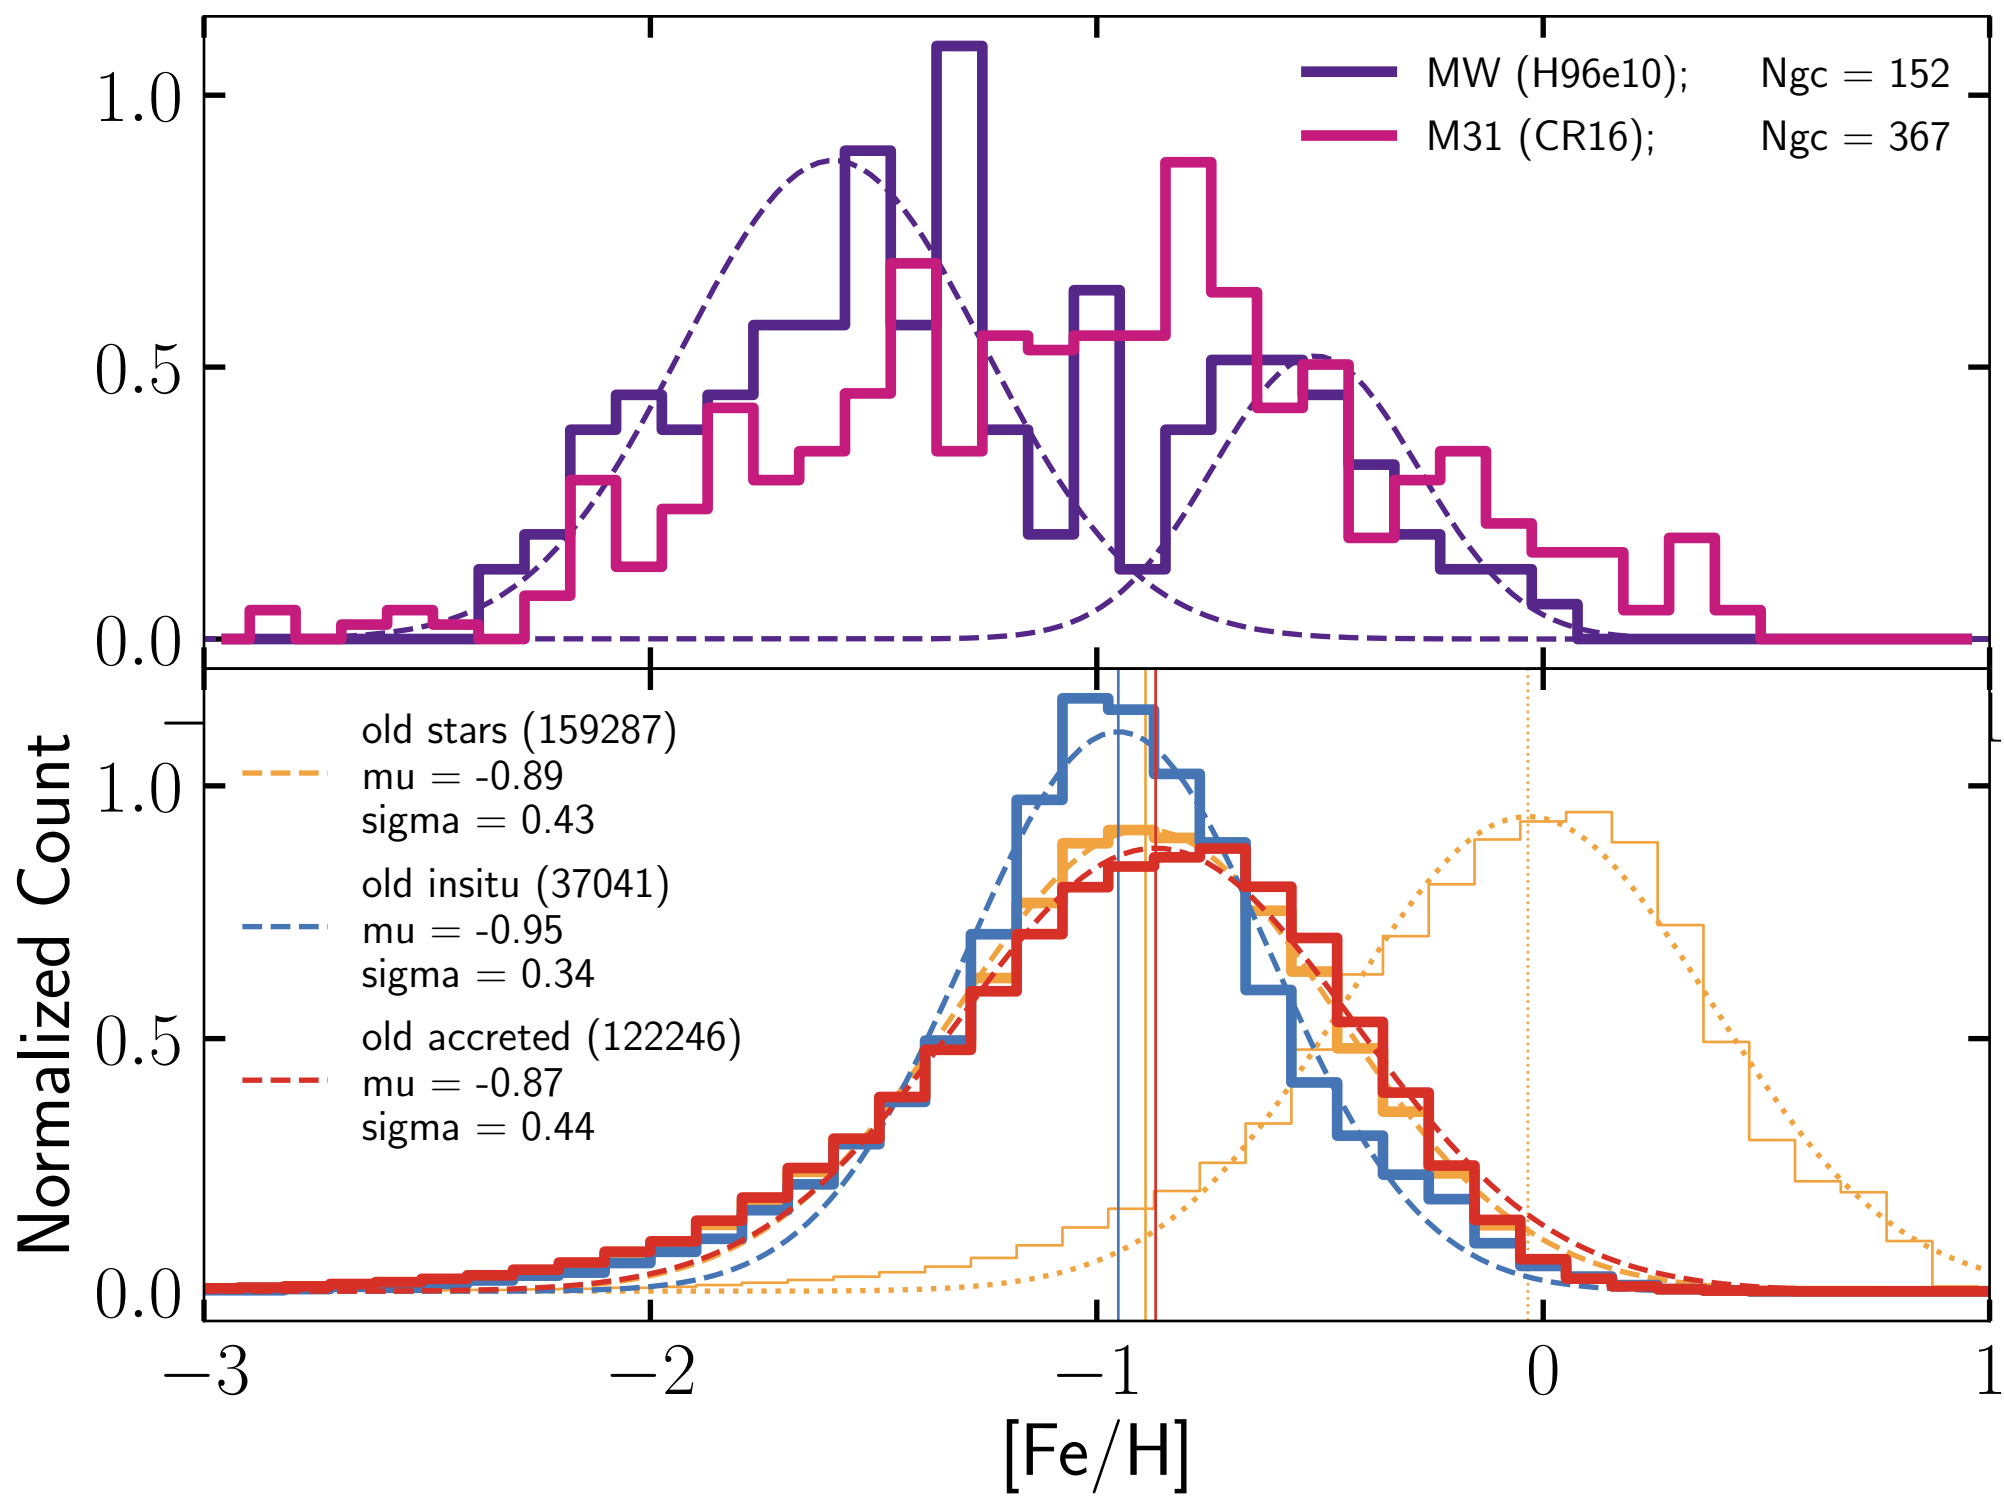 MW (H96e10); Ngc = 152
M31 (CR16); Ngc = 367
1.0
0.5
0.0
Normalized Count
old stars (159287)
mu = -0.89
sigma = 0.43
old insitu (37041)
mu = -0.95
sigma = 0.34
old accreted (122246)
mu = -0.87
sigma = 0.44
1.0
0.5
0.0
−3 −2 −1 0 1
[Fe/H]